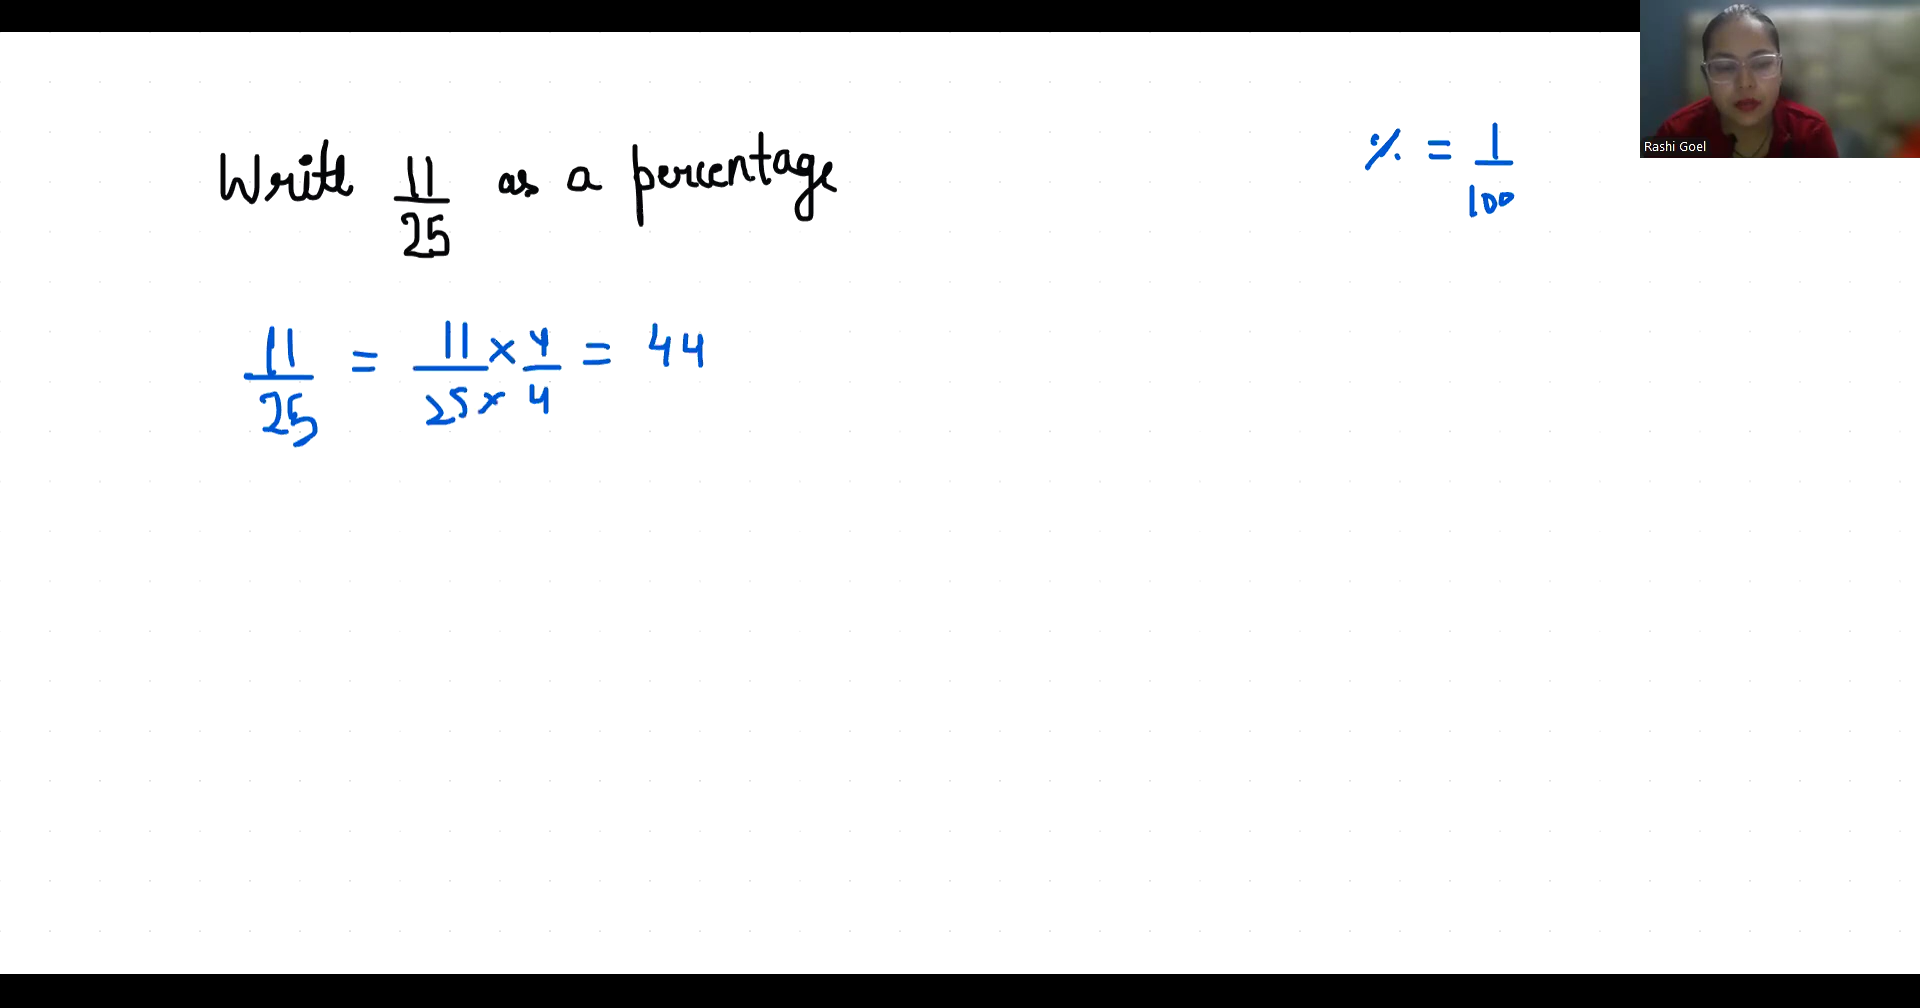 Write 11/25 as a percentage
% = 1/100
Rashi Goel
11/25 = 11 × 4 / 25 × 4 = 44